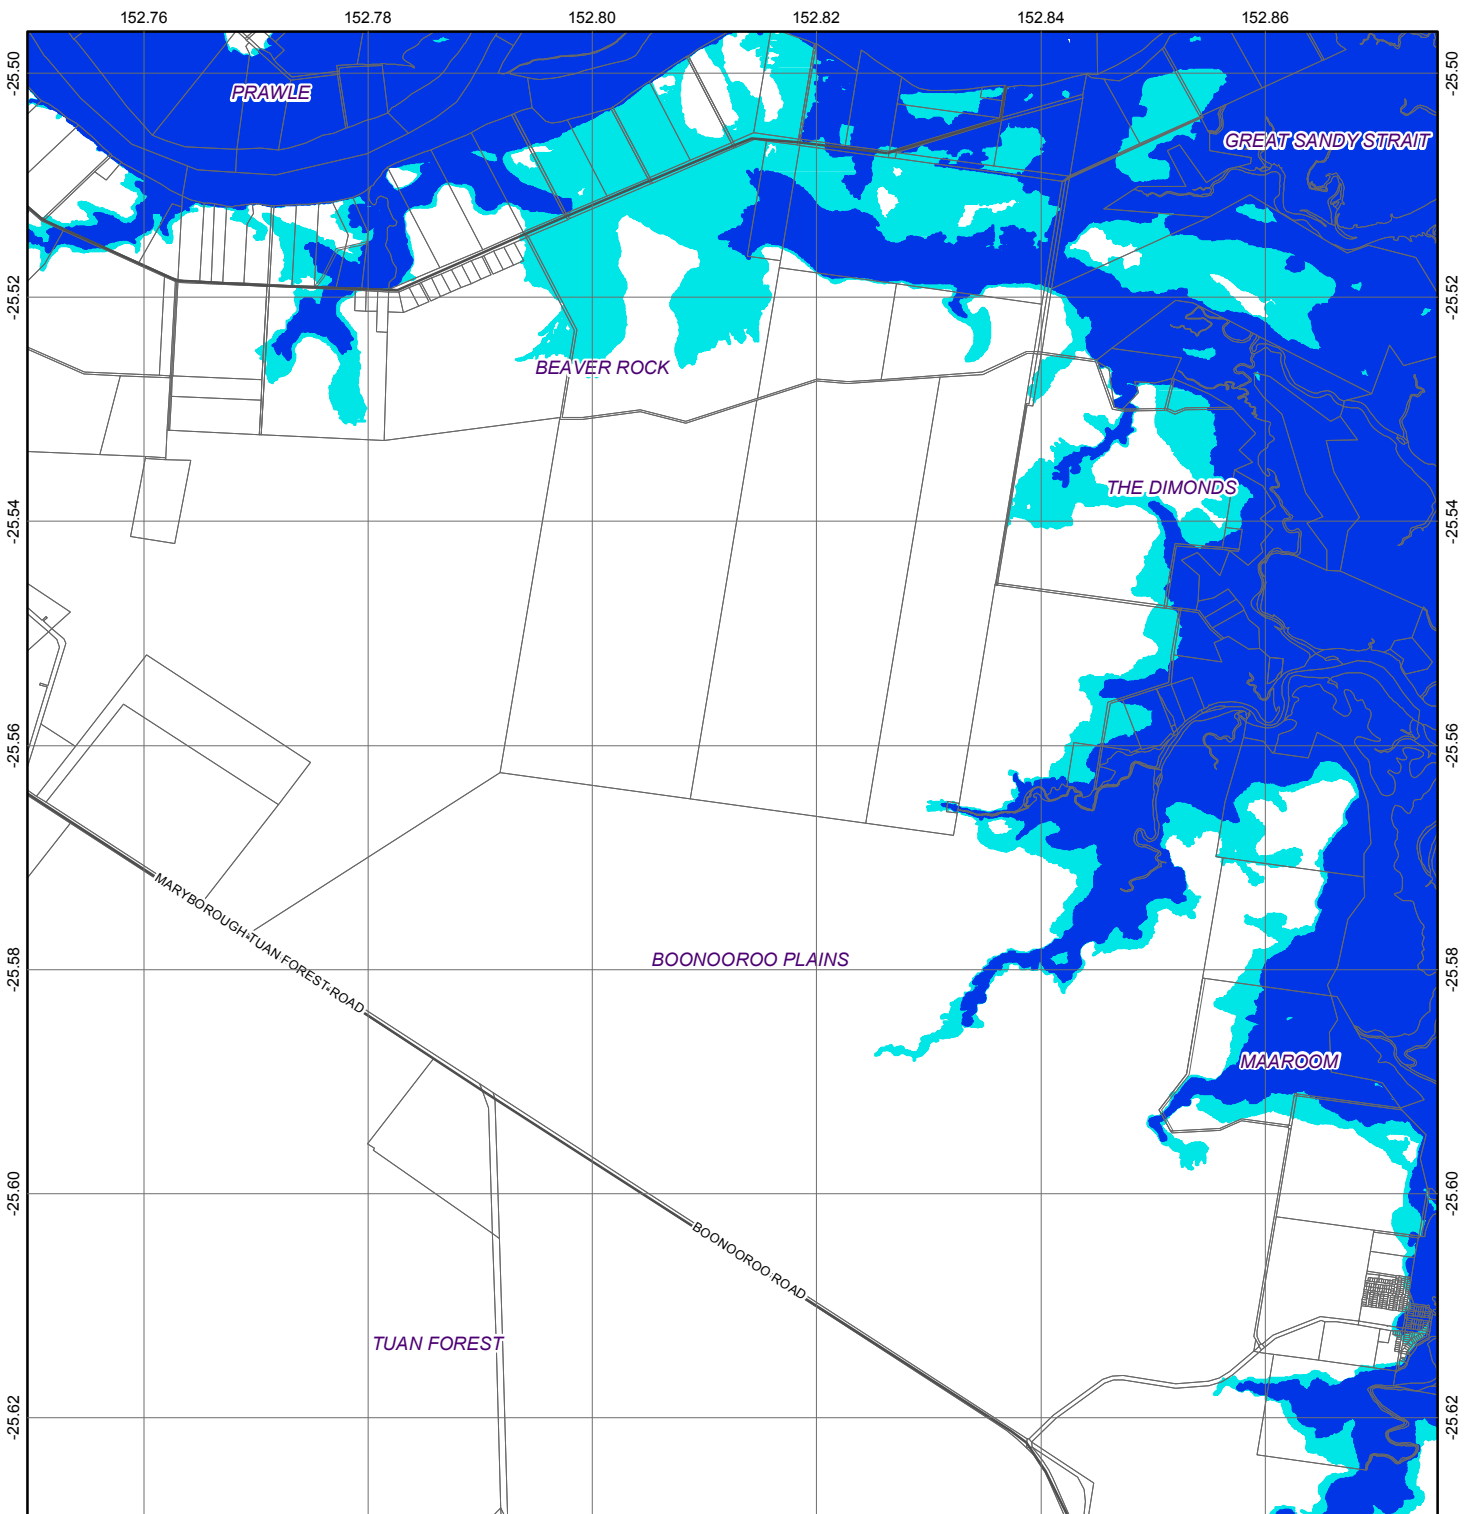 152.76 152.78 152.80 152.82 152.84 152.86
-25.50 -25.50
PRAWLE
GREAT SANDY STRAIT
-25.52 -25.52
BEAVER ROCK
THE DIMONDS
-25.54 -25.54
-25.56 -25.56
MARYBOROUGH-TUAN FOREST ROAD
BOONOOROO PLAINS
-25.58 -25.58
MAAROOM
-25.60 -25.60
BOONOOROO ROAD
TUAN FOREST
-25.62 -25.62